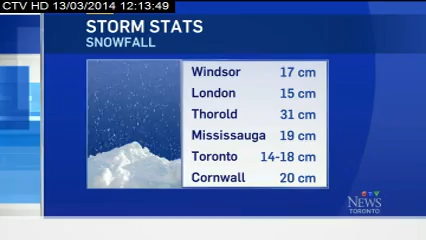 CTV HD 13/03/2014 12:13:49
STORM STATS
SNOWFALL
Windsor 17 cm
London 15 cm
Thorold 31 cm
Mississauga 19 cm
Toronto 14-18 cm
Cornwall 20 cm
CTV
NEWS
TORONTO